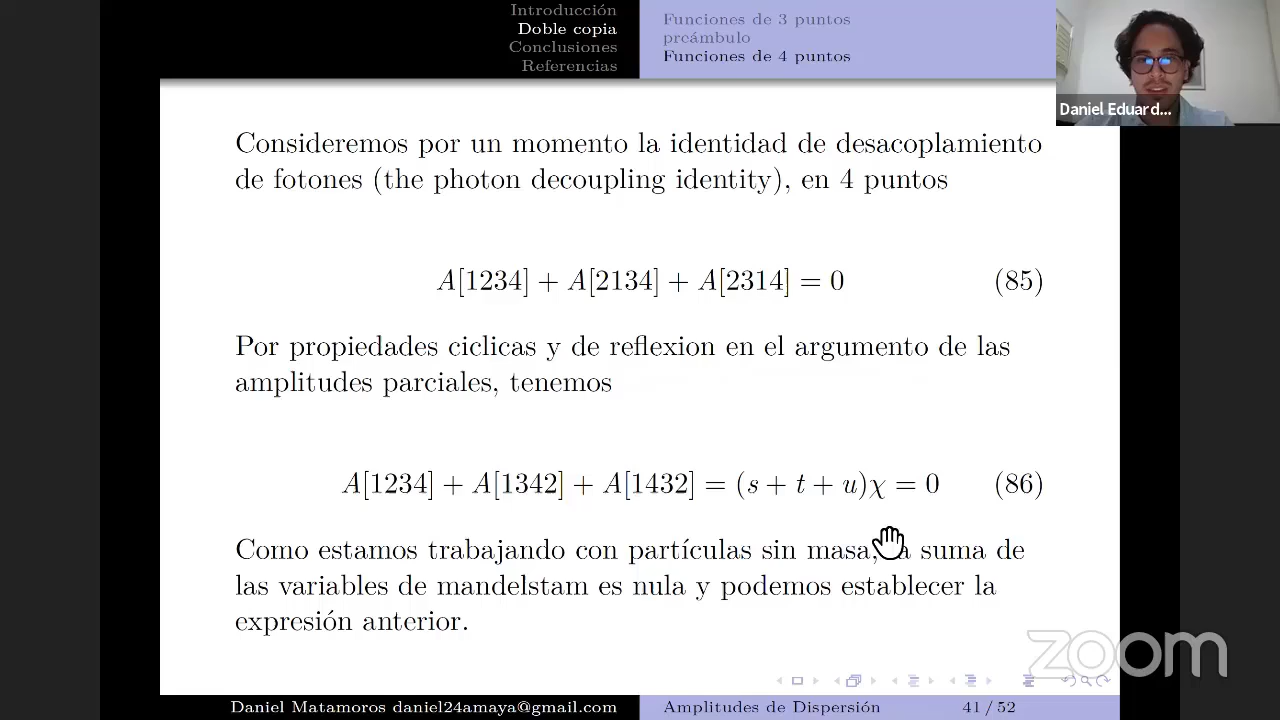 Introducción
Doble copia
Conclusiones
Referencias
Funciones de 3 puntos
preámbulo
Funciones de 4 puntos
Daniel Eduard...
Consideremos por un momento la identidad de desacoplamiento
de fotones (the photon decoupling identity), en 4 puntos
A[1234] + A[2134] + A[2314] = 0 (85)
Por propiedades ciclicas y de reflexion en el argumento de las
amplitudes parciales, tenemos
A[1234] + A[1342] + A[1432] = (s + t + u)χ = 0 (86)
Como estamos trabajando con partículas sin masa, la suma de
las variables de mandelstam es nula y podemos establecer la
expresión anterior.
zoom
Daniel Matamoros daniel24amaya@gmail.com
Amplitudes de Dispersión
41 / 52